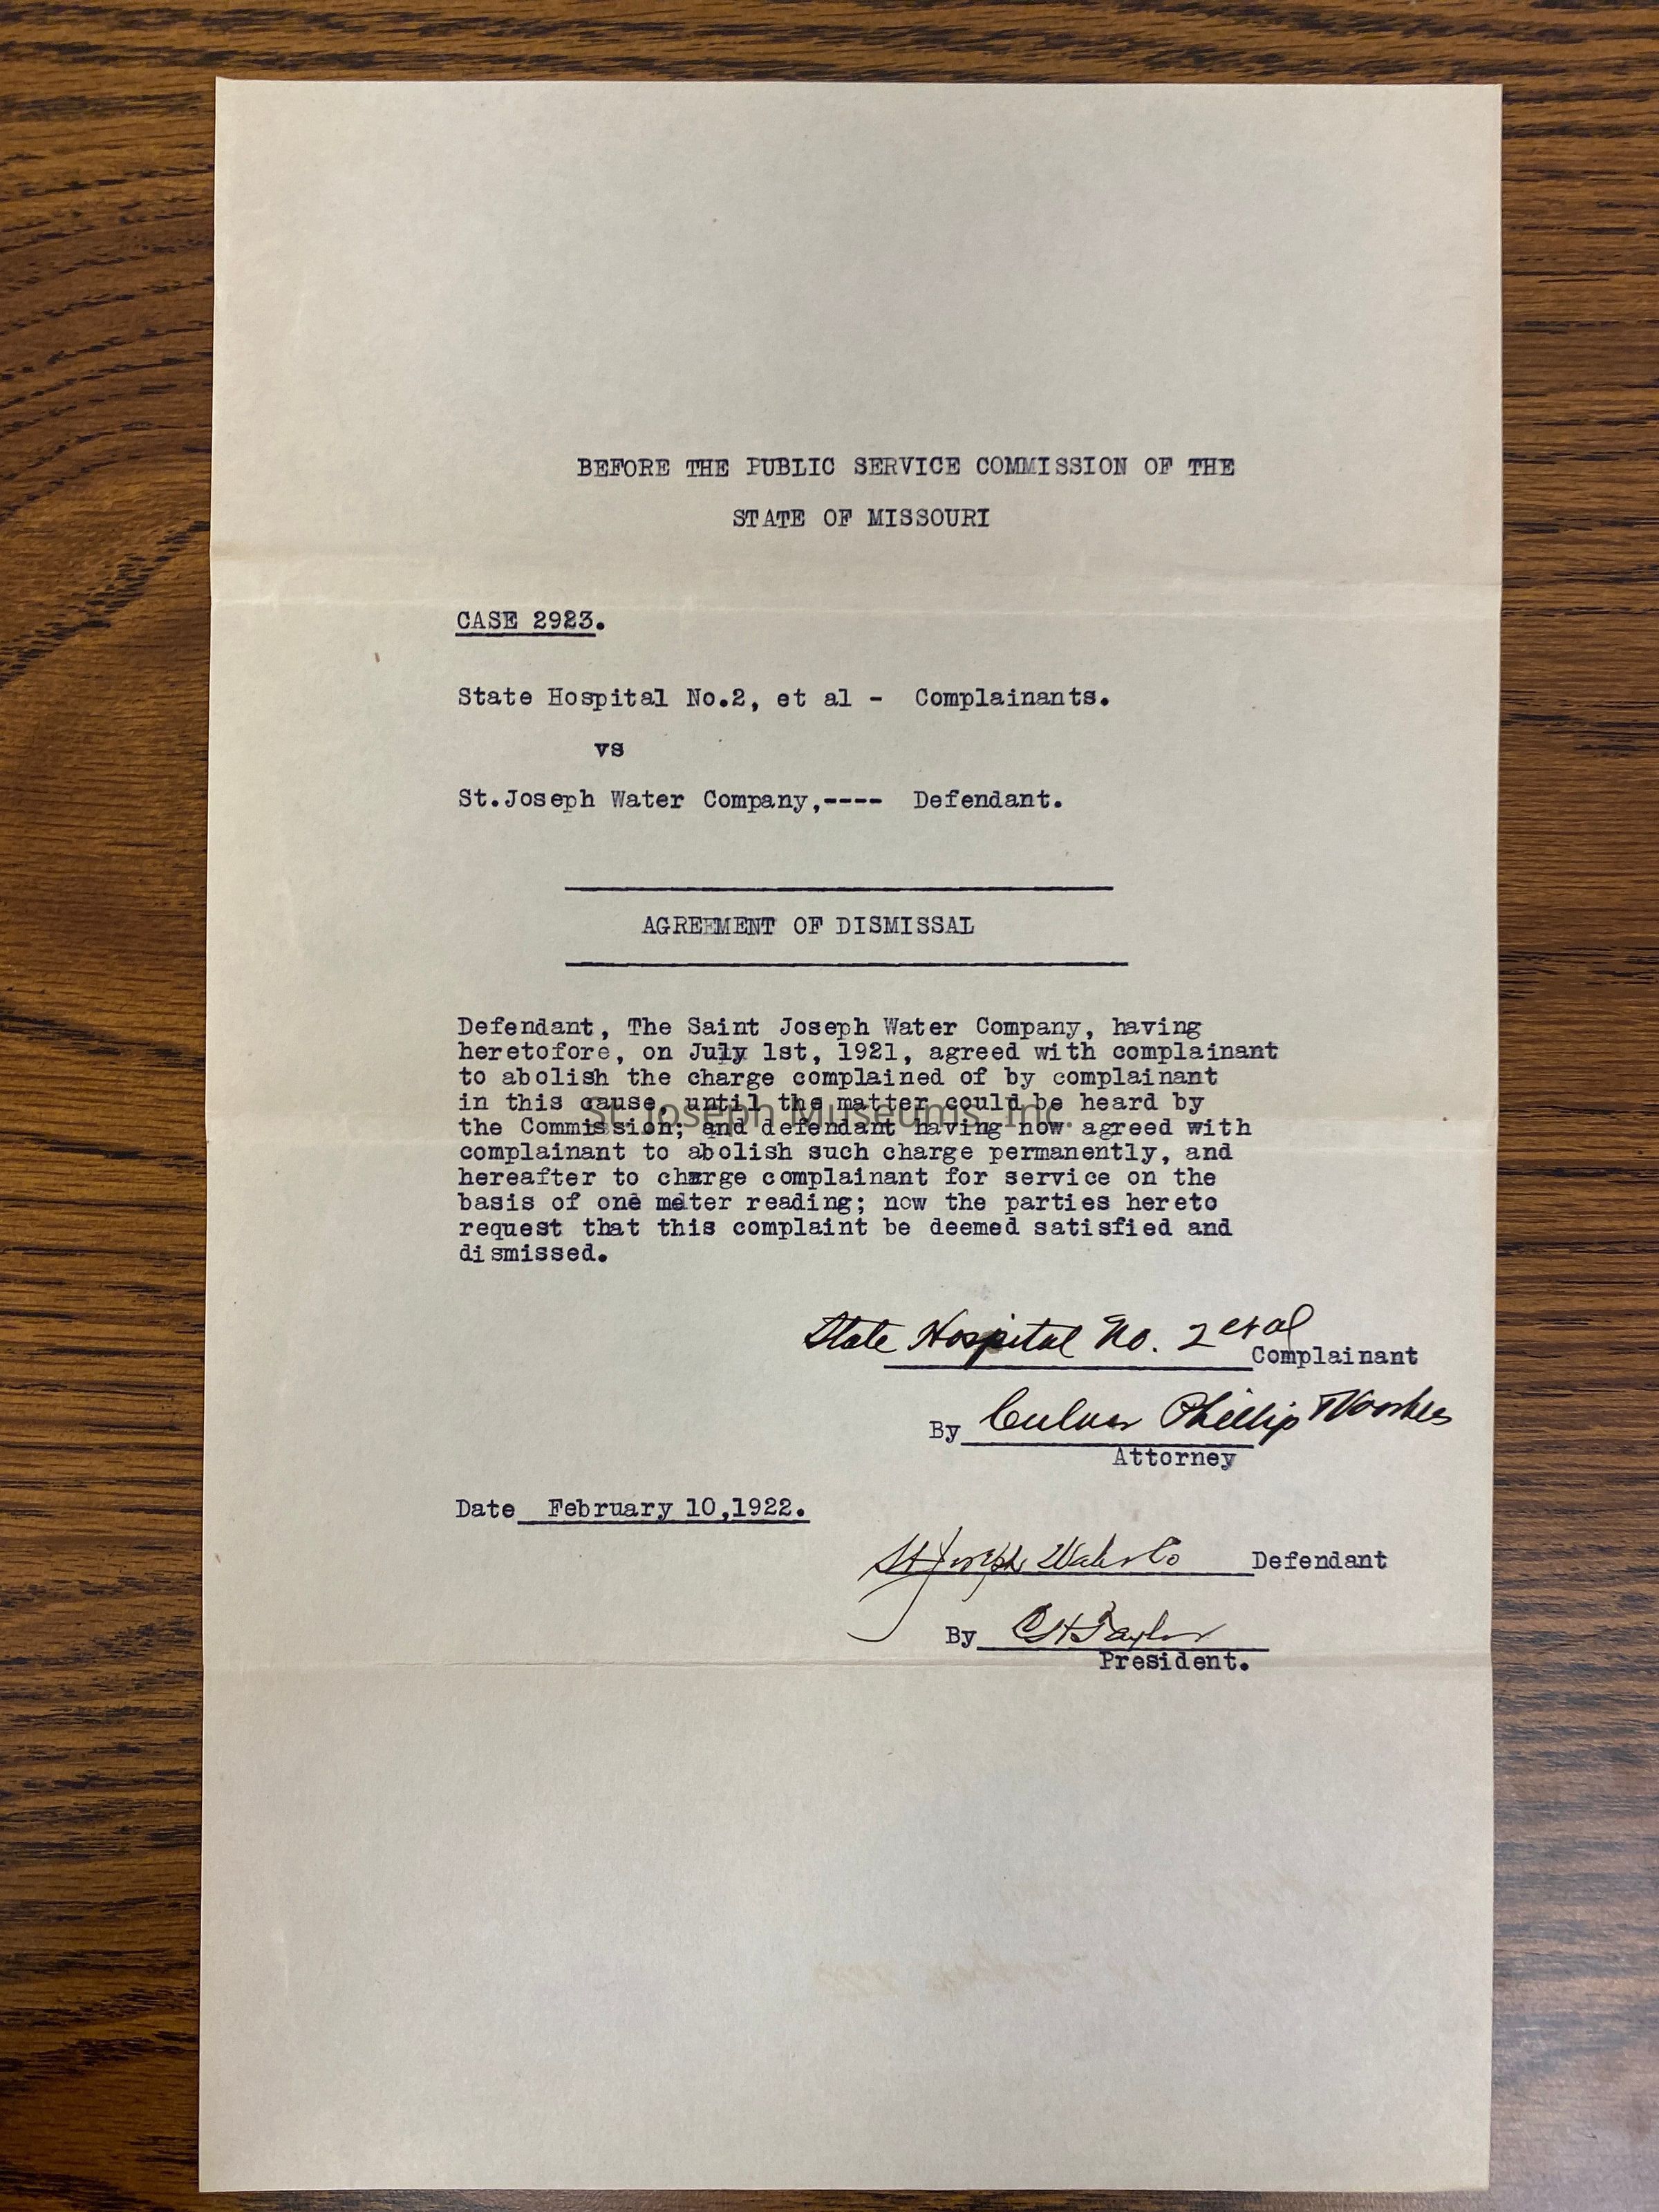 BEFORE THE PUBLIC SERVICE COMMISSION OF THE
STATE OF MISSOURI
CASE 2923.
State Hospital No.2, et al - Complainants.
vs
St.Joseph Water Company,---- Defendant.
AGREEMENT OF DISMISSAL
Defendant, The Saint Joseph Water Company, having
heretofore, on July 1st, 1921, agreed with complainant
to abolish the charge complained of by complainant
in this cause, until the matter could be heard by
St. Joseph Museums, Inc.
the Commission; and defendant having now agreed with
complainant to abolish such charge permanently, and
hereafter to charge complainant for service on the
basis of one meter reading; now the parties hereto
request that this complaint be deemed satisfied and
dismissed.
State Hospital No. 2 et al
Complainant
By Culver Phillip & Voorhes
Attorney
Date February 10,1922.
St Joseph Water Co Defendant
By C H Taylor
President.